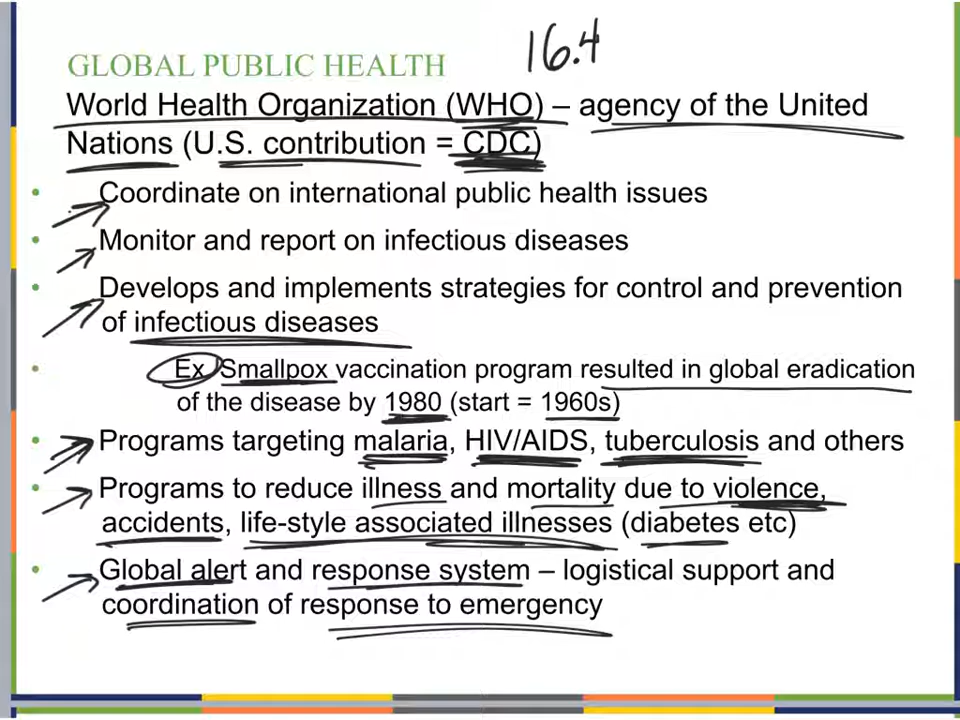 16.4
GLOBAL PUBLIC HEALTH
World Health Organization (WHO) – agency of the United
Nations (U.S. contribution = CDC)
• Coordinate on international public health issues
• Monitor and report on infectious diseases
• Develops and implements strategies for control and prevention
of infectious diseases
• Ex. Smallpox vaccination program resulted in global eradication
of the disease by 1980 (start = 1960s)
• Programs targeting malaria, HIV/AIDS, tuberculosis and others
• Programs to reduce illness and mortality due to violence,
accidents, life-style associated illnesses (diabetes etc)
• Global alert and response system – logistical support and
coordination of response to emergency